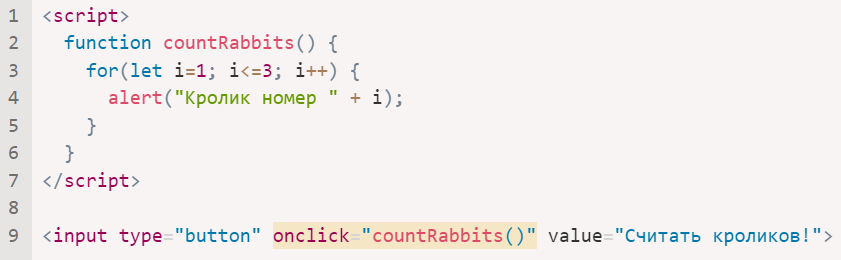 1 <script>
2 function countRabbits() {
3 for(let i=1; i<=3; i++) {
4 alert("Кролик номер " + i);
5 }
6 }
7 </script>
8
9 <input type="button" onclick="countRabbits()" value="Считать кроликов!">